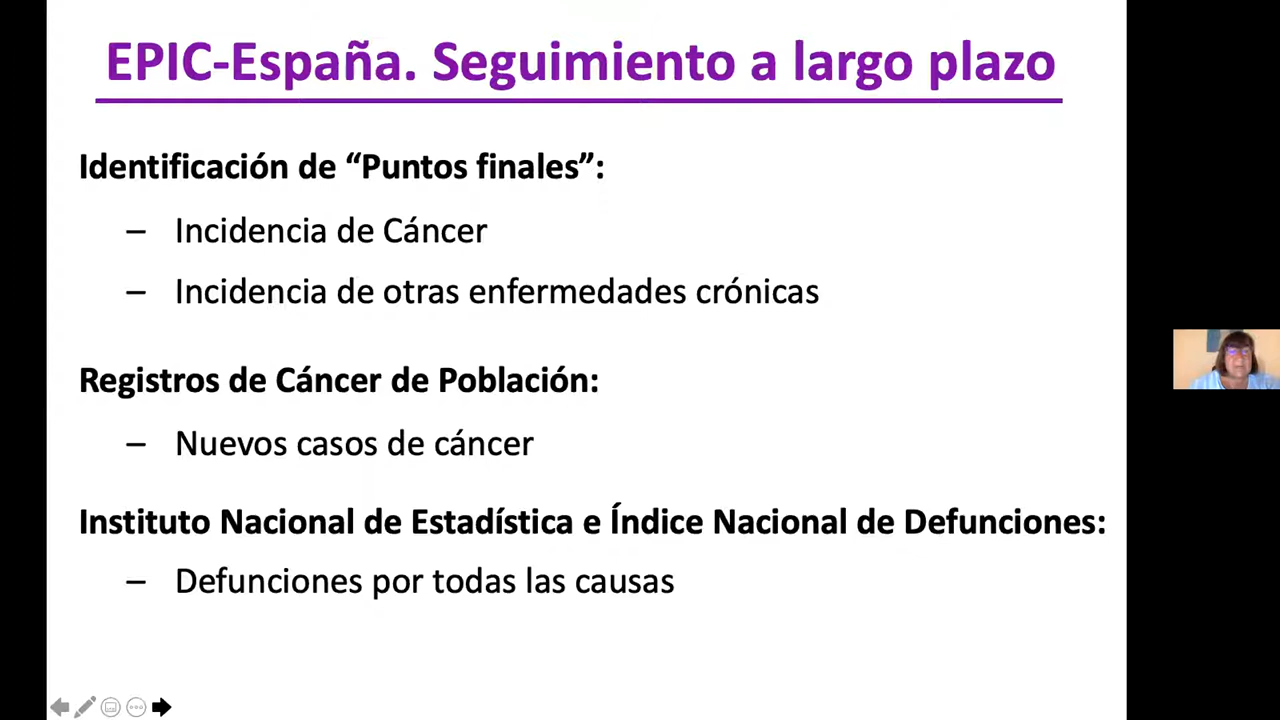 EPIC-España. Seguimiento a largo plazo
Identificación de “Puntos finales”:
– Incidencia de Cáncer
– Incidencia de otras enfermedades crónicas
Registros de Cáncer de Población:
– Nuevos casos de cáncer
Instituto Nacional de Estadística e Índice Nacional de Defunciones:
– Defunciones por todas las causas